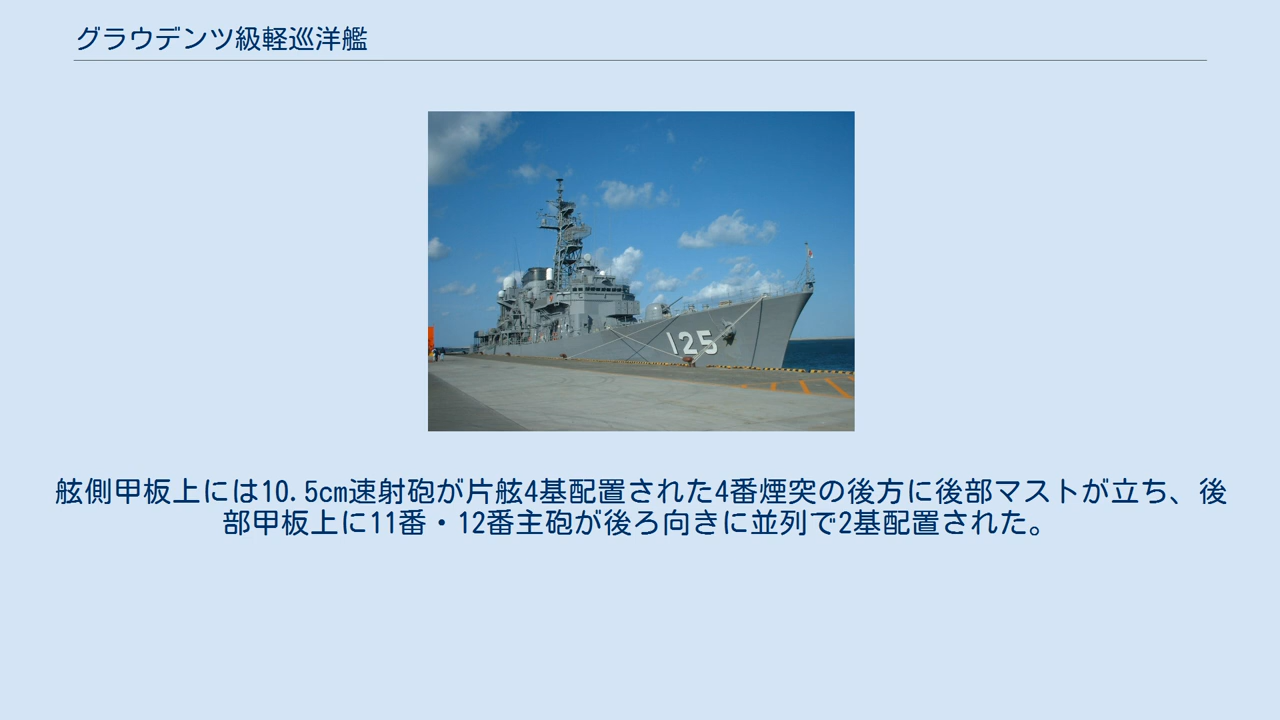 グラウデンツ級軽巡洋艦
125
舷側甲板上には10.5cm速射砲が片舷4基配置された4番煙突の後方に後部マストが立ち、後
部甲板上に11番・12番主砲が後ろ向きに並列で2基配置された。